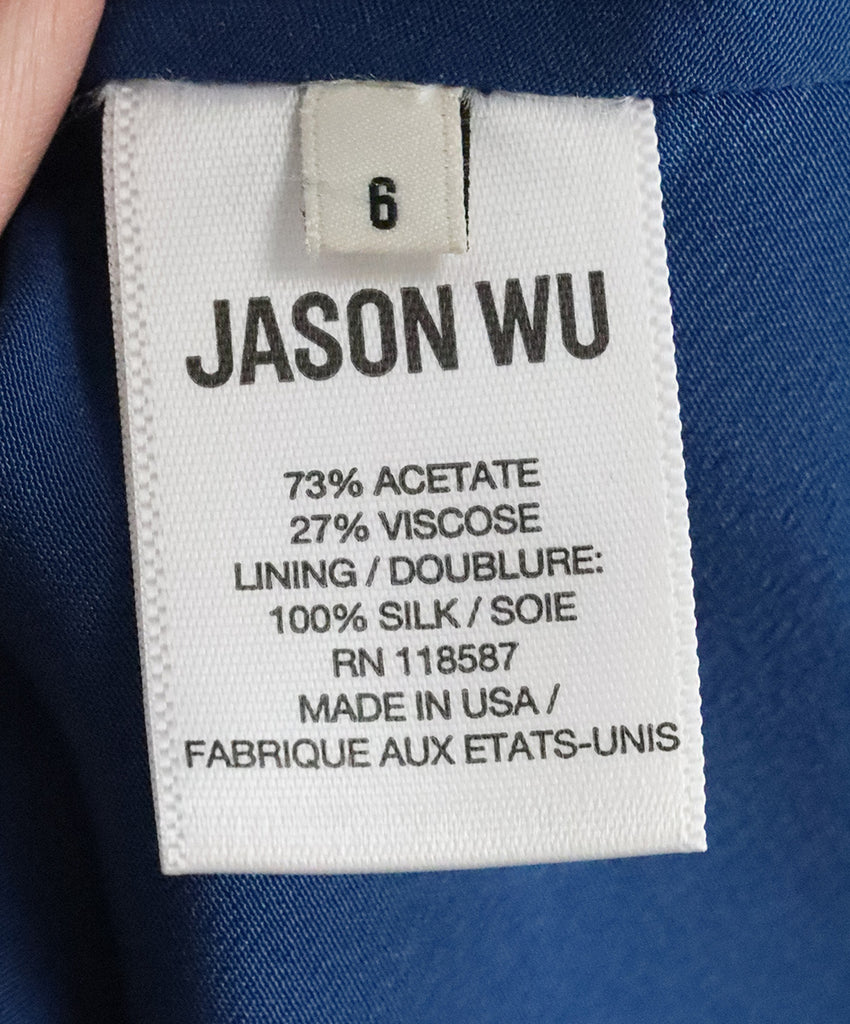 6
JASON WU
73% ACETATE
27% VISCOSE
LINING / DOUBLURE:
100% SILK / SOIE
RN 118587
MADE IN USA /
FABRIQUE AUX ETATS-UNIS